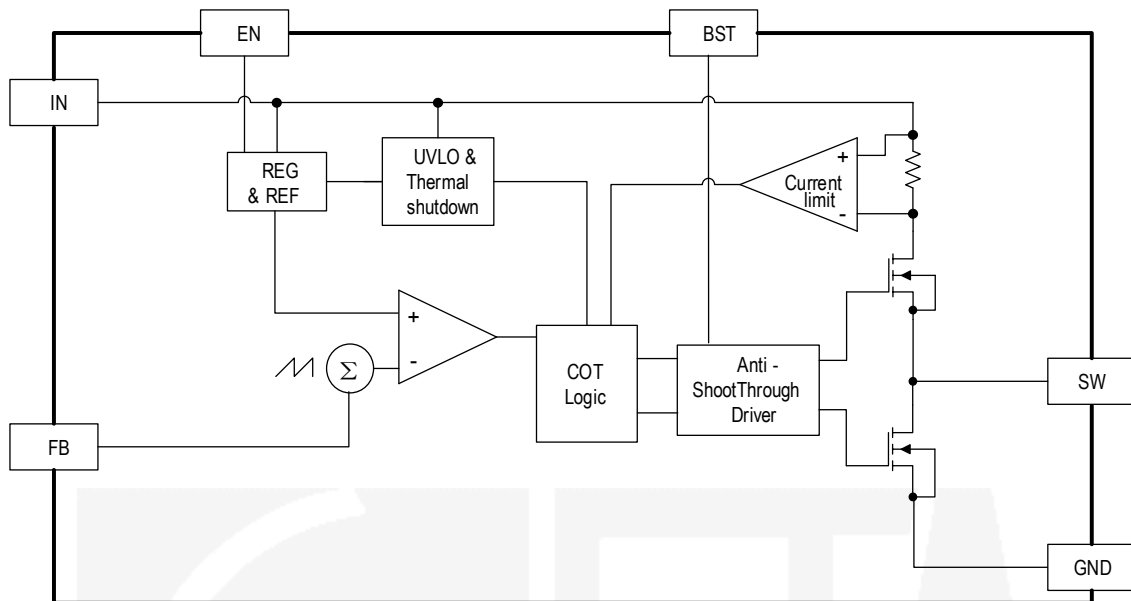 EN
BST
IN
REG
& REF
UVLO &
Thermal
shutdown
+
Current
limit
-
+
-
Σ
COT
Logic
Anti -
ShootThrough
Driver
SW
FB
GND